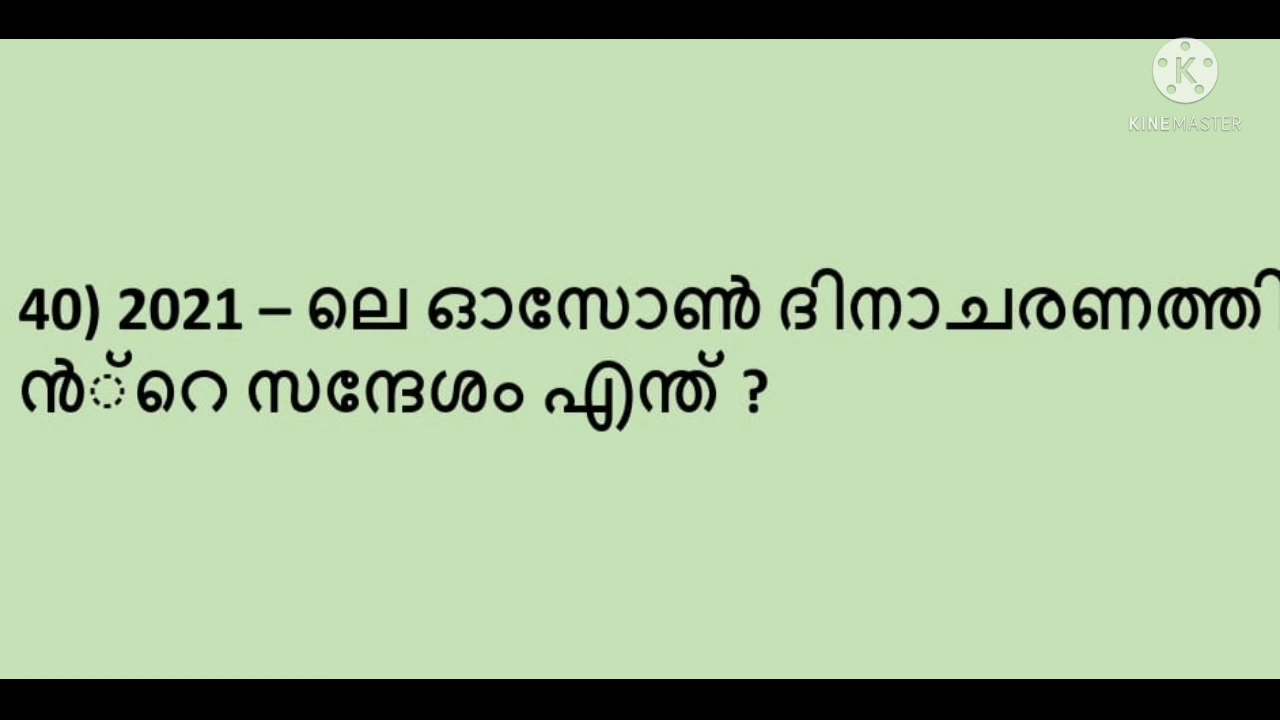 KINEMASTER
40) 2021 – ലെ ഓസോൺ ദിനാചരണത്തി
ൻ്റെ സന്ദേശം എന്ത് ?